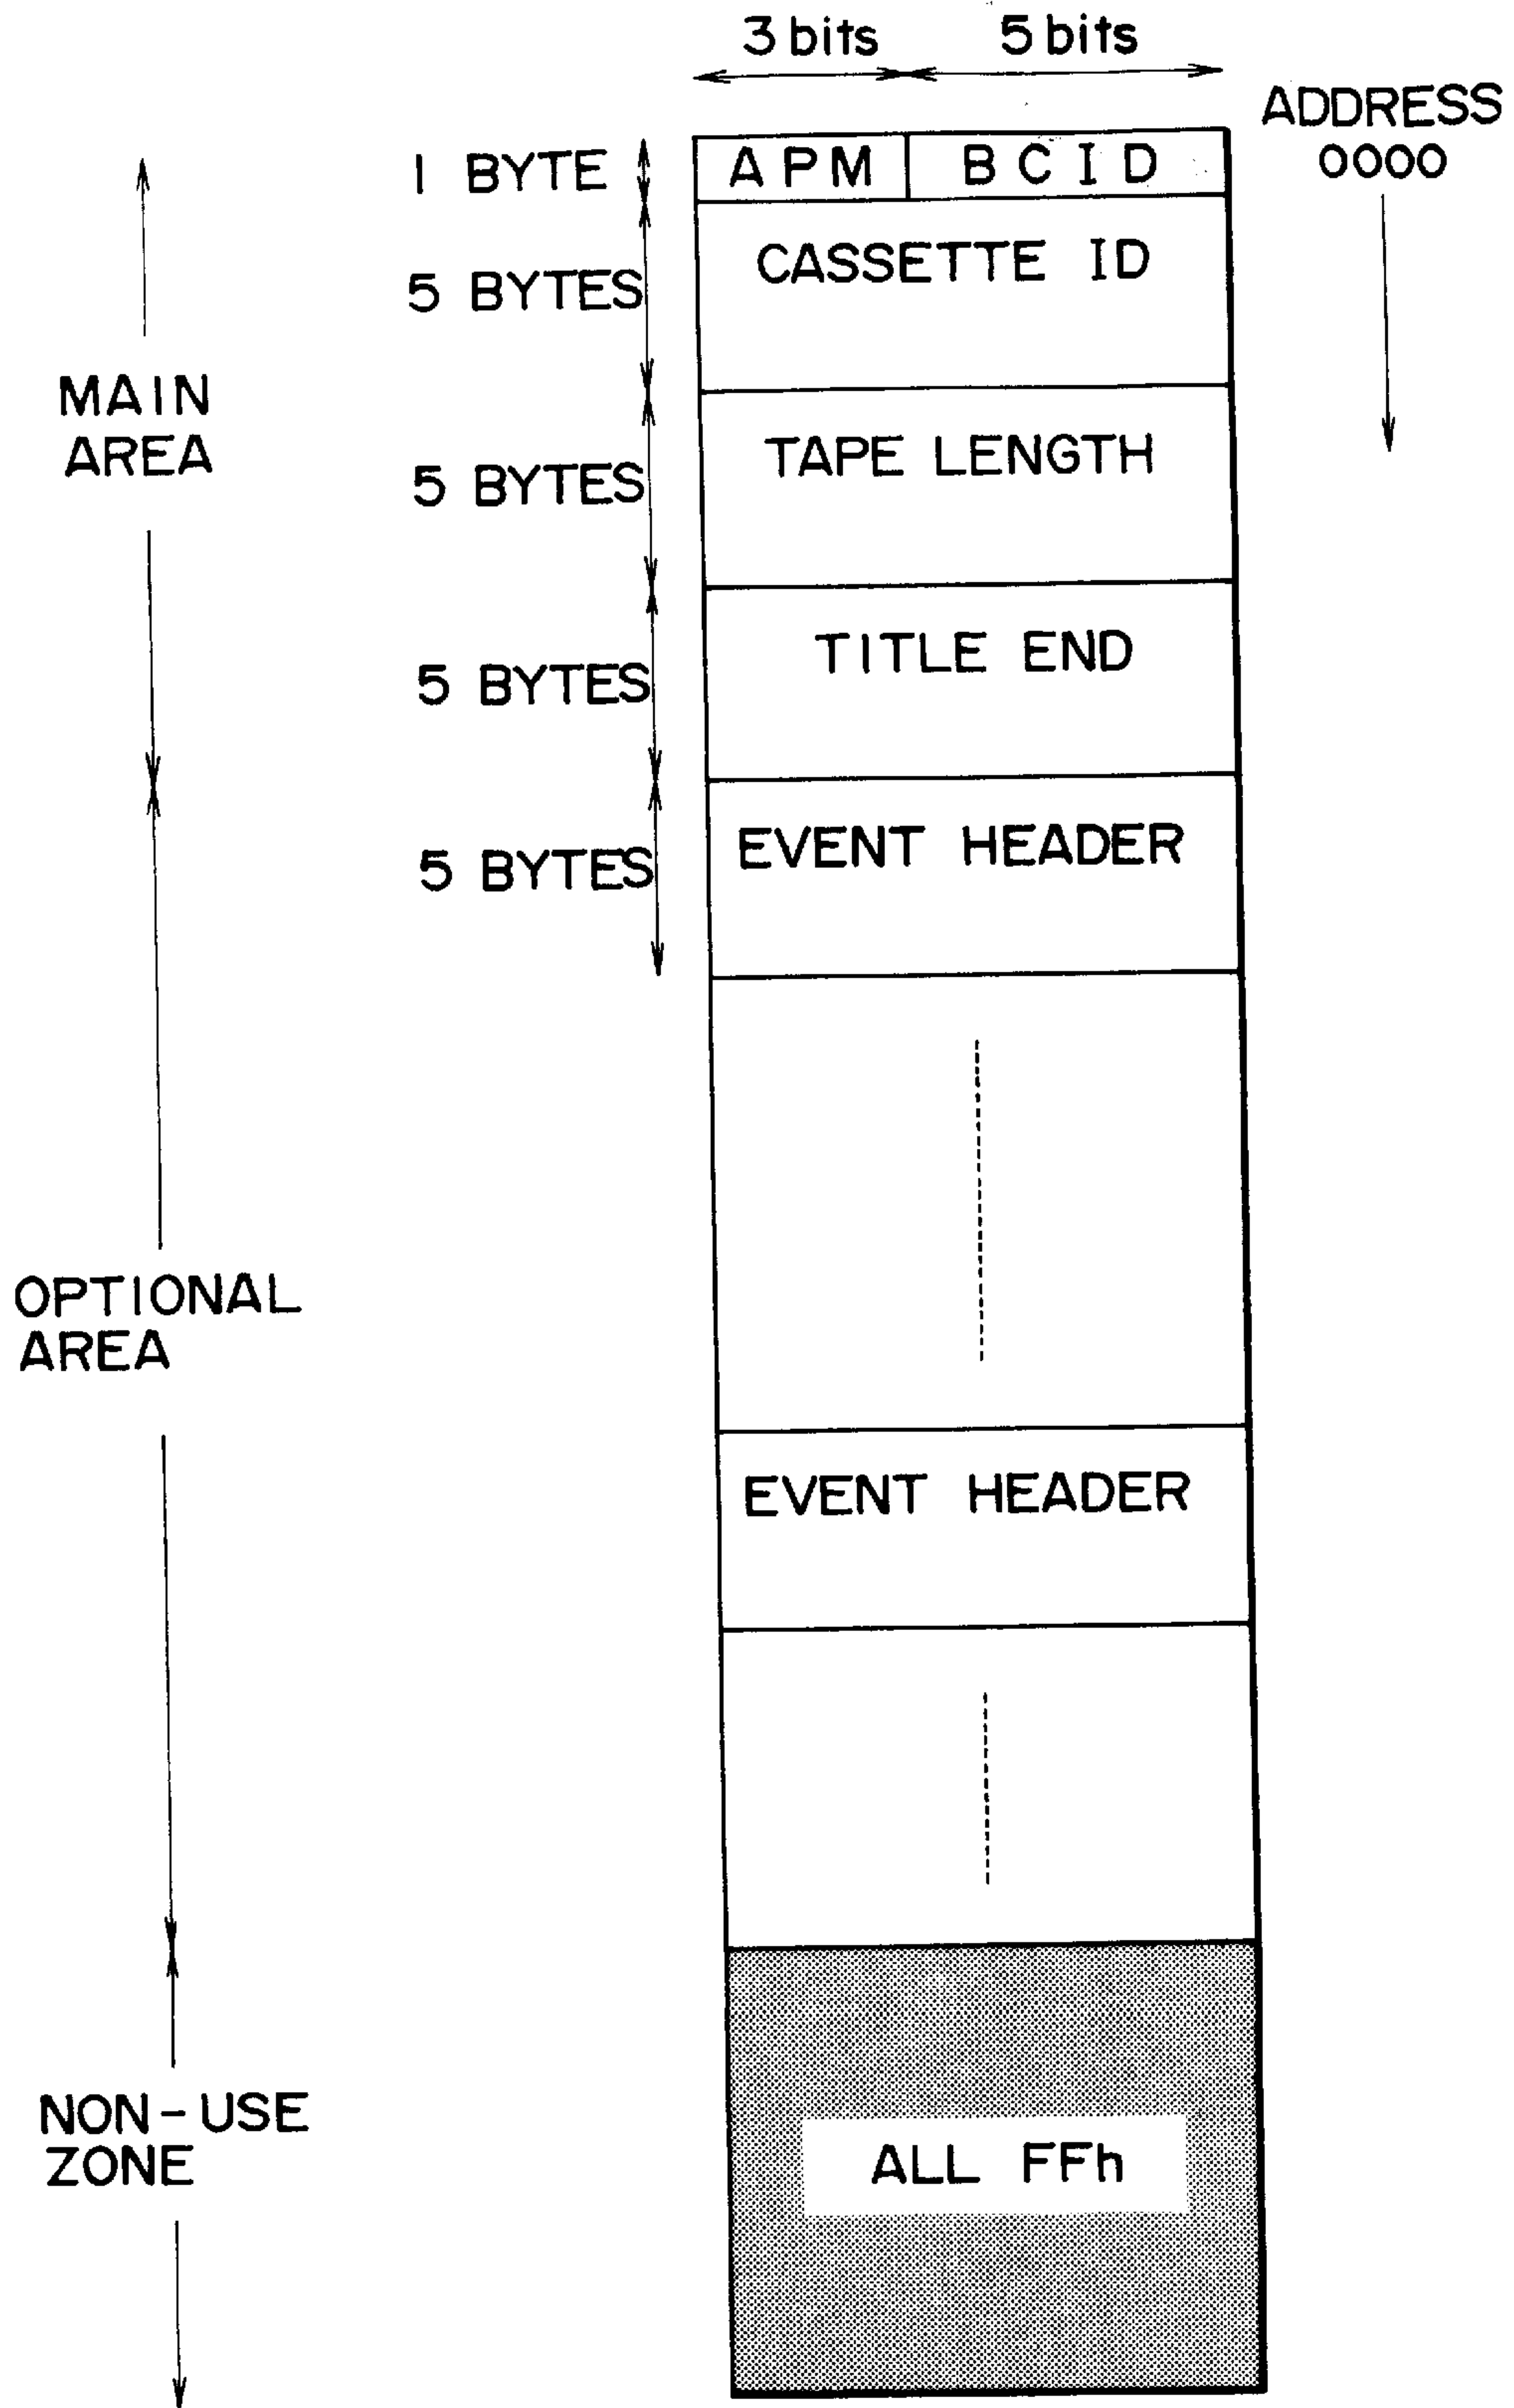 3 bits 5 bits
ADDRESS
0000
1 BYTE
APM BCID
5 BYTES
CASSETTE ID
MAIN
AREA
5 BYTES
TAPE LENGTH
5 BYTES
TITLE END
5 BYTES
EVENT HEADER
OPTIONAL
AREA
EVENT HEADER
NON-USE
ZONE
ALL FFh